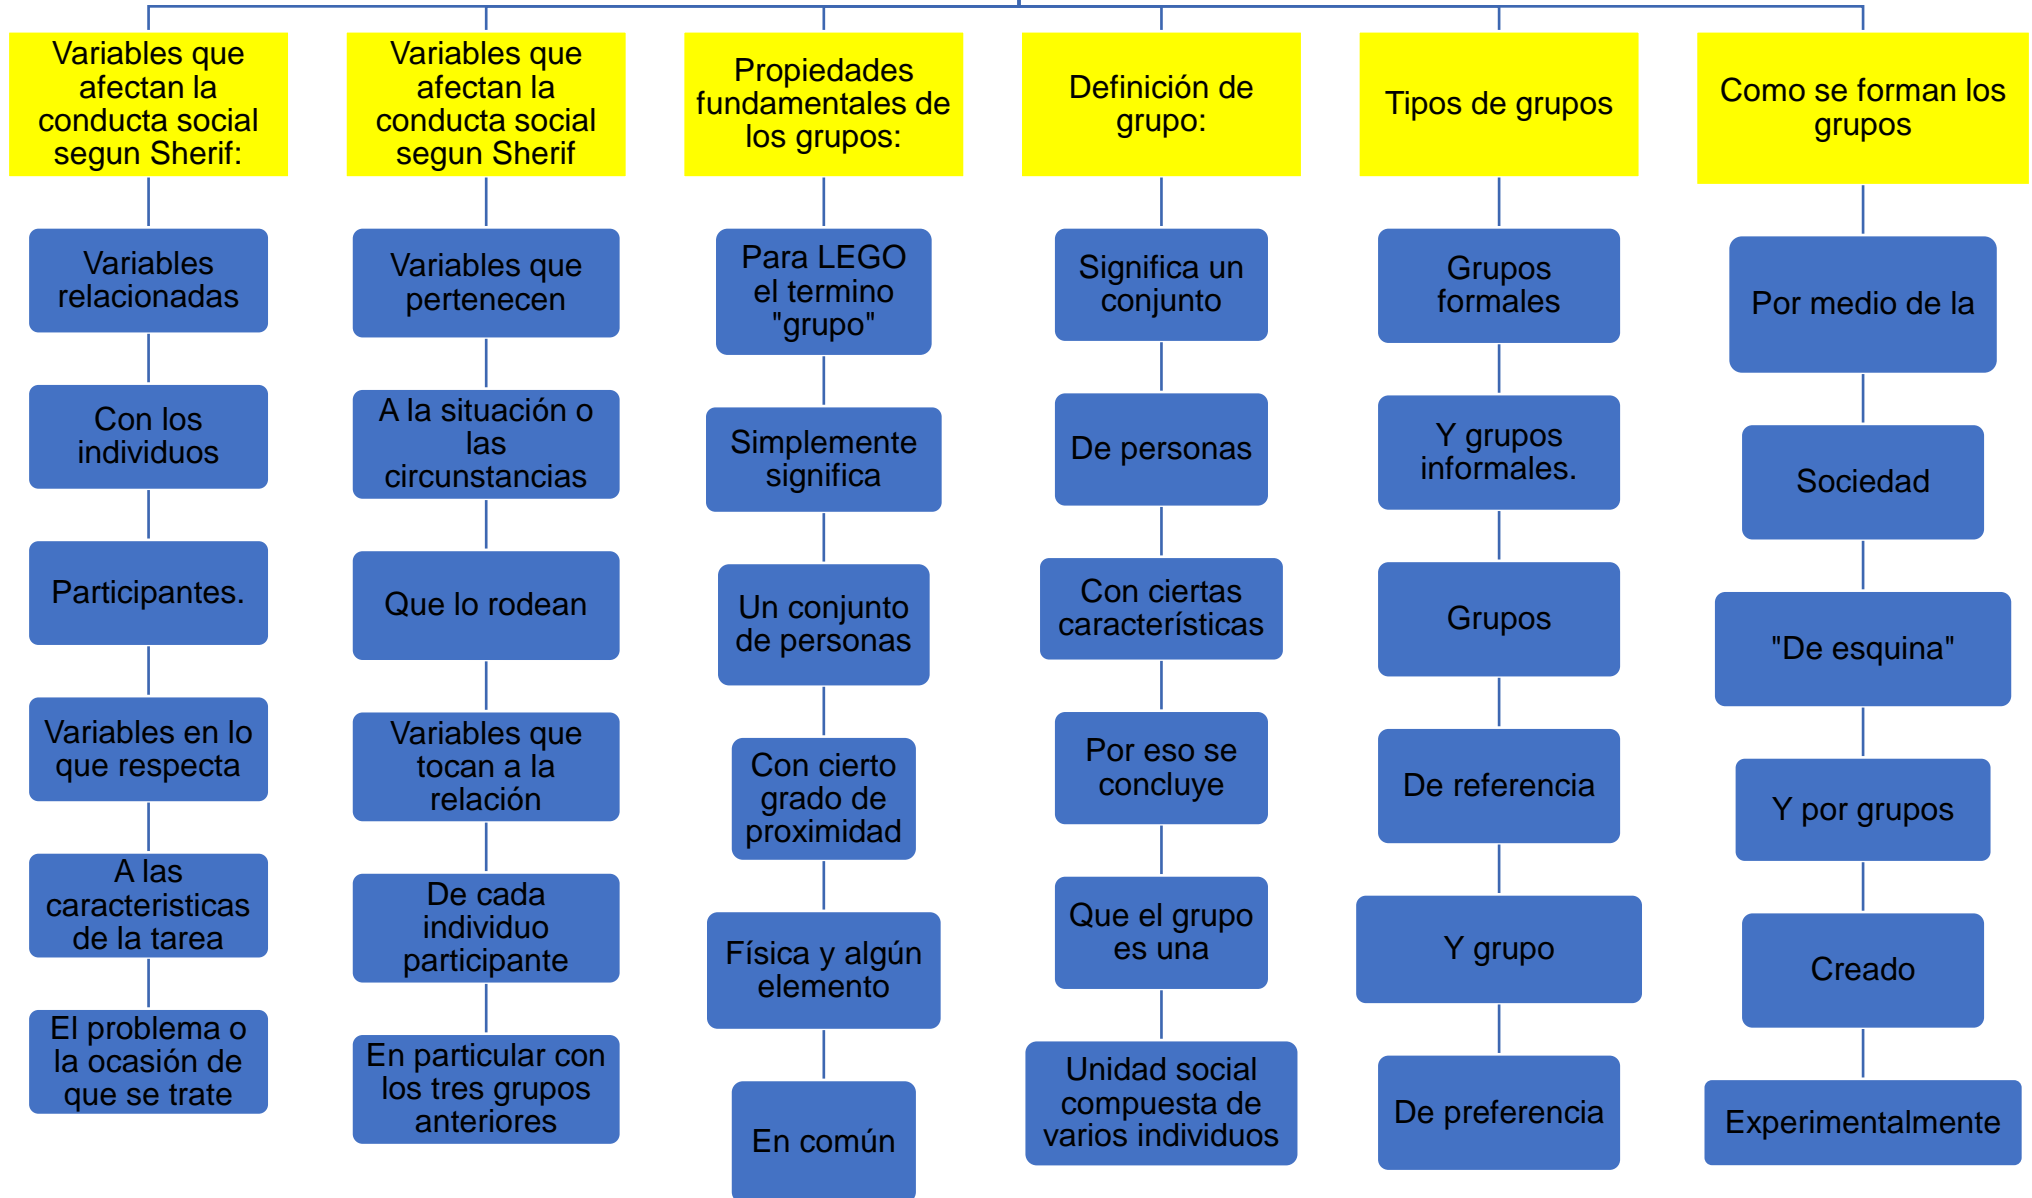 Variables que
afectan la
conducta social
segun Sherif:
Variables
relacionadas
Con los
individuos
Participantes.
Variables en lo
que respecta
A las
caracteristicas
de la tarea
El problema o
la ocasión de
que se trate
Variables que
afectan la
conducta social
segun Sherif
Variables que
pertenecen
A la situación o
las
circunstancias
Que lo rodean
Variables que
tocan a la
relación
De cada
individuo
participante
En particular con
los tres grupos
anteriores
Propiedades
fundamentales de
los grupos:
Para LEGO
el termino
"grupo"
Simplemente
significa
Un conjunto
de personas
Con cierto
grado de
proximidad
Física y algún
elemento
En común
Definición de
grupo:
Significa un
conjunto
De personas
Con ciertas
características
Por eso se
concluye
Que el grupo
es una
Unidad social
compuesta de
varios individuos
Tipos de grupos
Grupos
formales
Y grupos
informales.
Grupos
De referencia
Y grupo
De preferencia
Como se forman los
grupos
Por medio de la
Sociedad
"De esquina"
Y por grupos
Creado
Experimentalmente